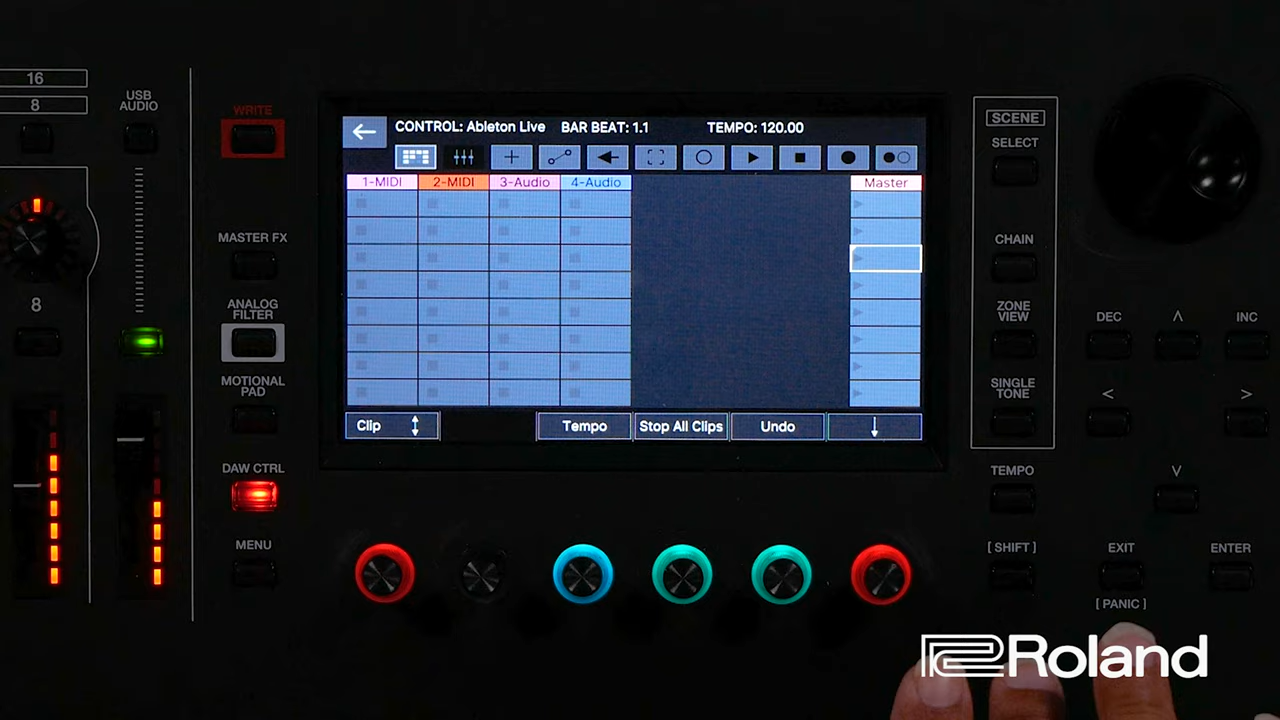 16
8
USB
AUDIO
8
WRITE
MASTER FX
ANALOG
FILTER
MOTIONAL
PAD
DAW CTRL
MENU
CONTROL: Ableton Live BAR BEAT: 1.1 TEMPO: 120.00
1-MIDI 2-MIDI 3-Audio 4-Audio Master
Clip Tempo Stop All Clips Undo
SCENE
SELECT
CHAIN
ZONE
VIEW
SINGLE
TONE
TEMPO
[ SHIFT ]
DEC INC
EXIT
[ PANIC ]
ENTER
Roland